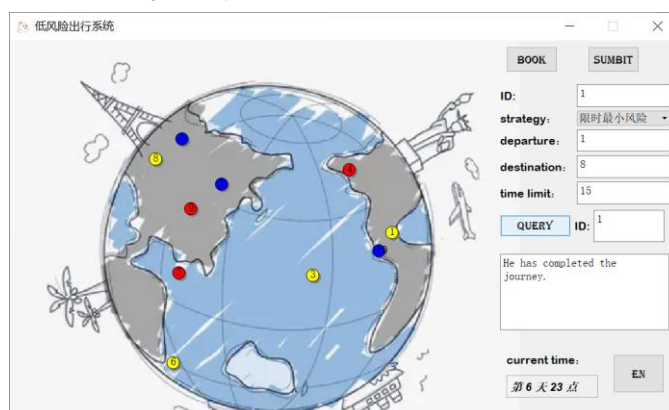 低风险出行系统
BOOK SUMBIT
ID: 1
strategy: 限时最小风险
departure: 1
destination: 8
time limit: 15
QUERY ID: 1
He has completed the
journey.
current time:
第 6 天 23 点
EN
8
1
3
6